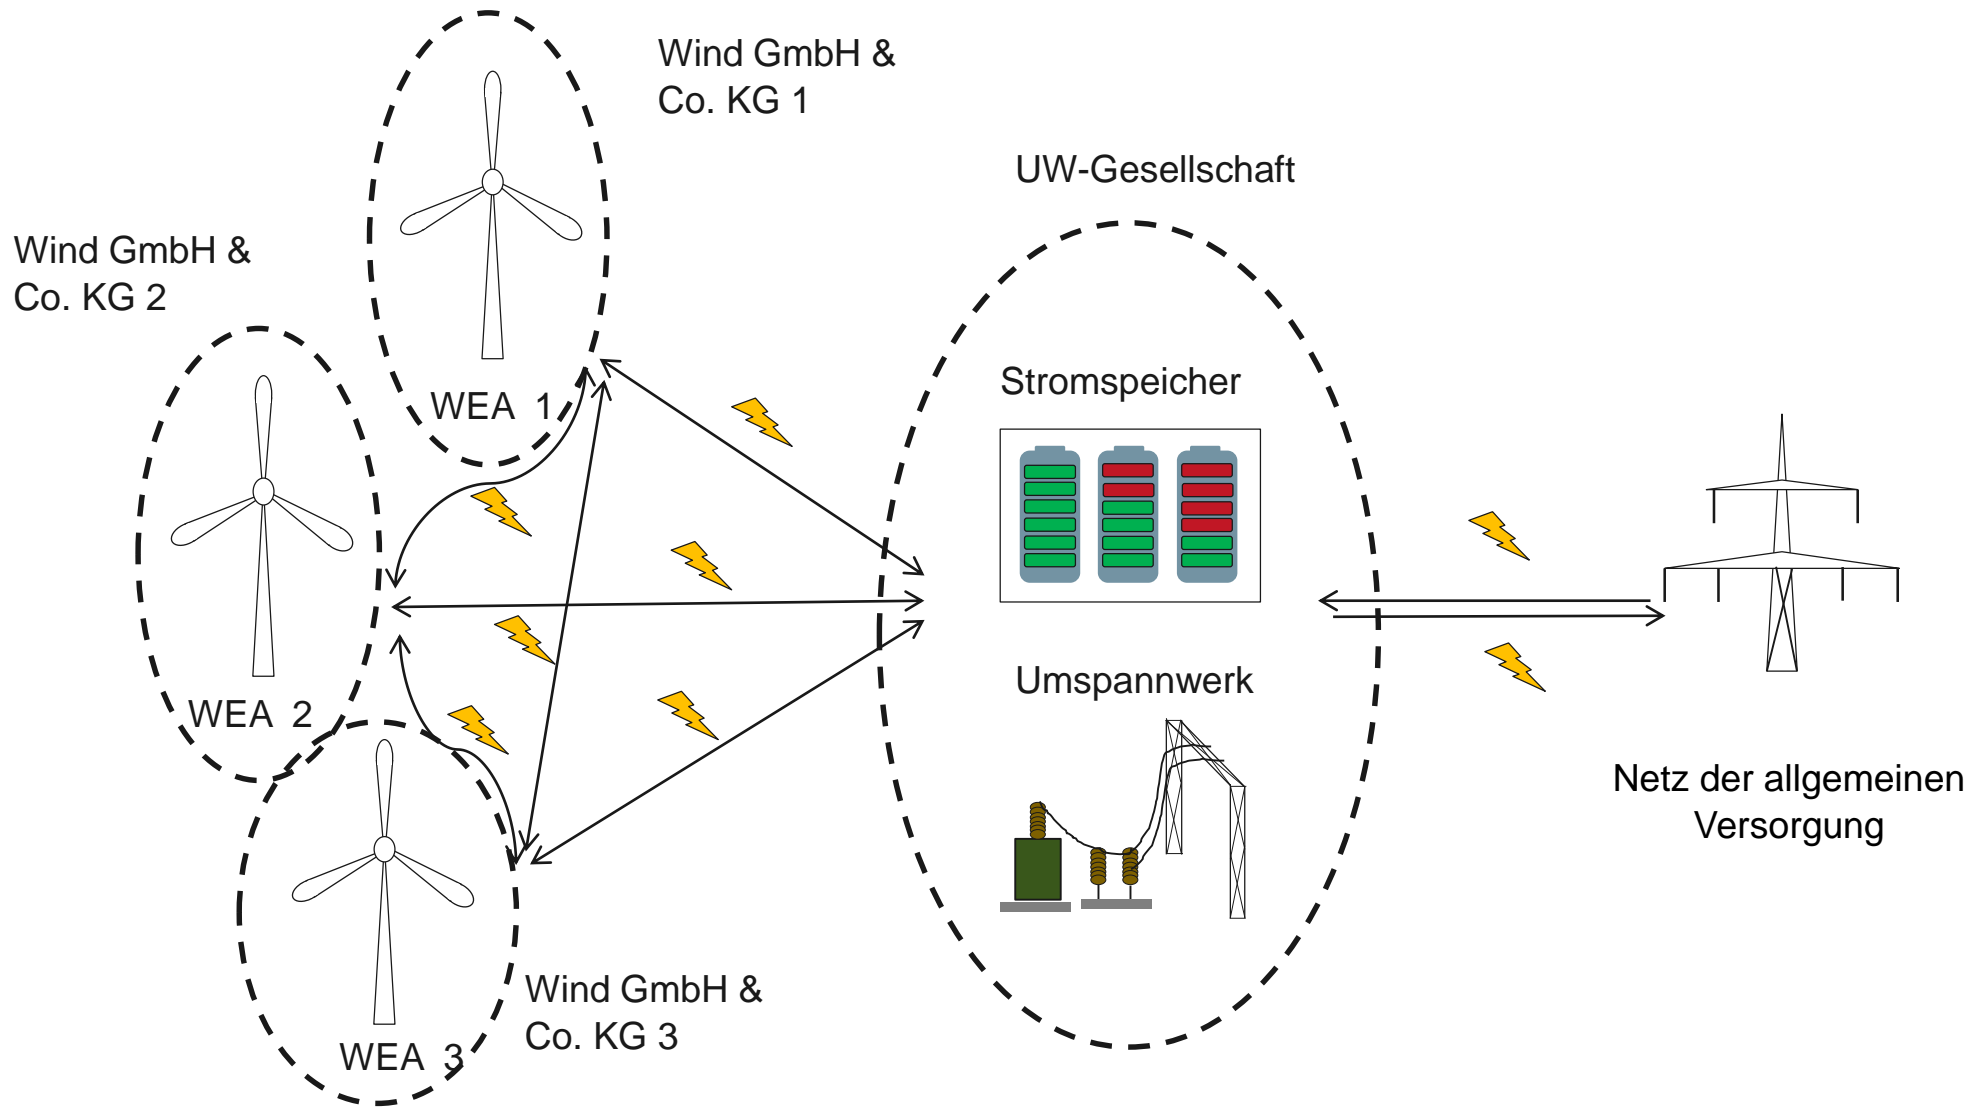 Wind GmbH &
Co. KG 1
UW-Gesellschaft
Wind GmbH &
Co. KG 2
Stromspeicher
WEA 1
Umspannwerk
WEA 2
Netz der allgemeinen
Versorgung
Wind GmbH &
Co. KG 3
WEA 3